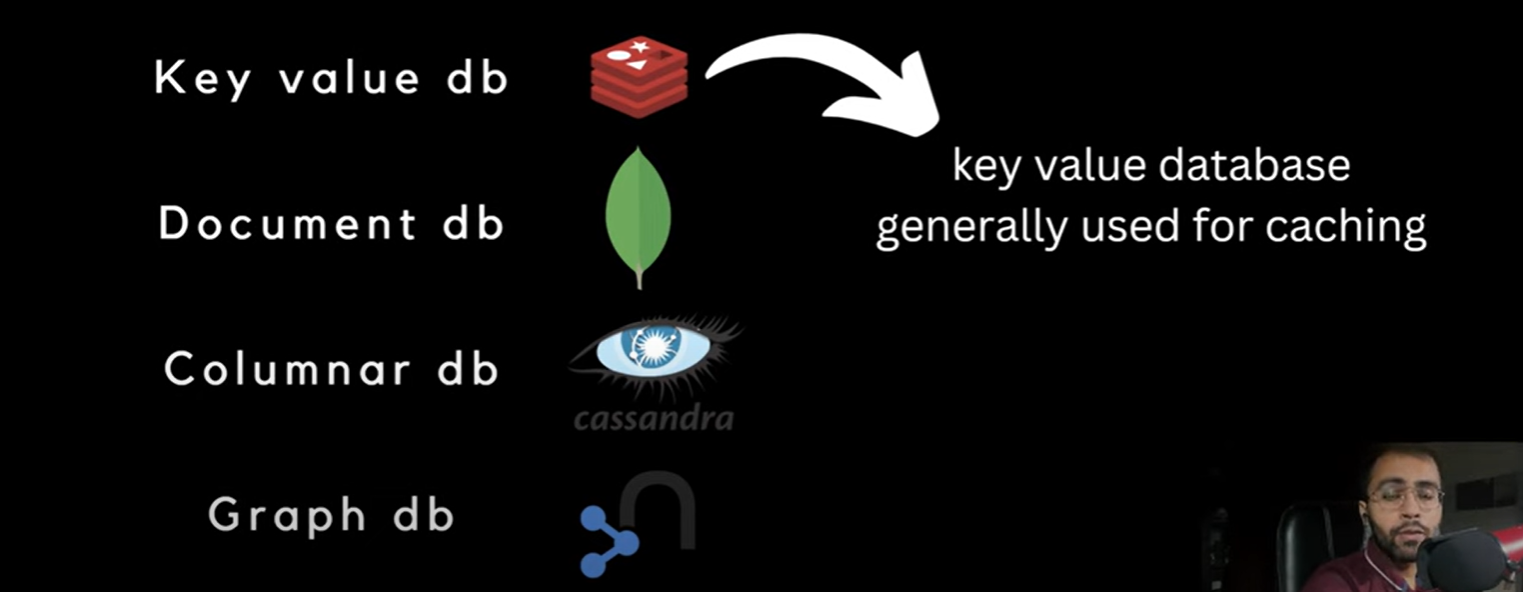 Key value db
key value database
generally used for caching
Document db
Columnar db
cassandra
Graph db